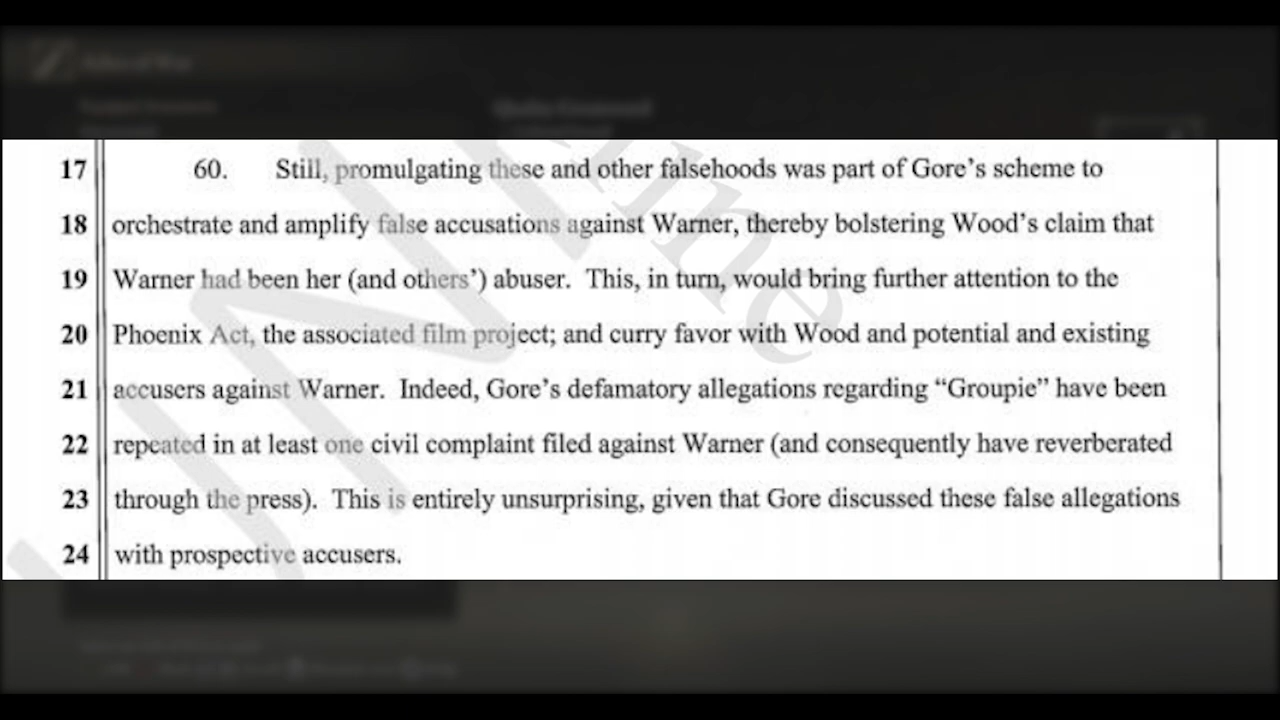 17 60. Still, promulgating these and other falsehoods was part of Gore's scheme to
18 orchestrate and amplify false accusations against Warner, thereby bolstering Wood's claim that
19 Warner had been her (and others') abuser. This, in turn, would bring further attention to the
20 Phoenix Act, the associated film project; and curry favor with Wood and potential and existing
21 accusers against Warner. Indeed, Gore's defamatory allegations regarding “Groupie” have been
22 repeated in at least one civil complaint filed against Warner (and consequently have reverberated
23 through the press). This is entirely unsurprising, given that Gore discussed these false allegations
24 with prospective accusers.